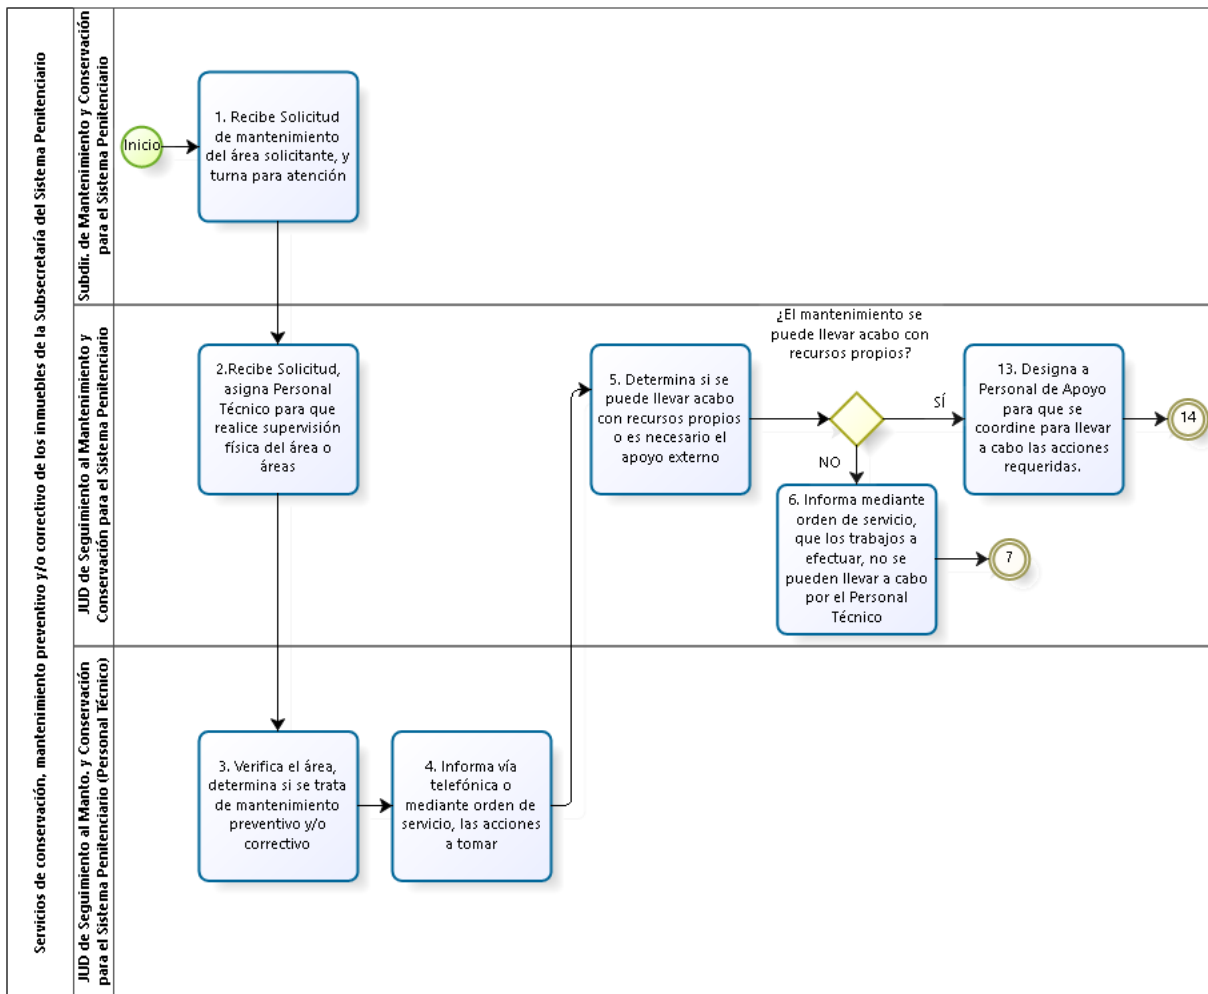 Servicios de conservación, mantenimiento preventivo y/o correctivo de los inmuebles de la Subsecretaría del Sistema Penitenciario
Subdir. de Mantenimiento y Conservación
para el Sistema Penitenciario
Inicio
1. Recibe Solicitud
de mantenimiento
del área solicitante, y
turna para atención
JUD de Seguimiento al Mantenimiento y
Conservación para el Sistema Penitenciario
2.Recibe Solicitud,
asigna Personal
Técnico para que
realice supervisión
física del área o
áreas
5. Determina si se
puede llevar acabo
con recursos propios
o es necesario el
apoyo externo
¿El mantenimiento se
puede llevar acabo con
recursos propios?
SÍ
NO
13. Designa a
Personal de Apoyo
para que se
coordine para llevar
a cabo las acciones
requeridas.
14
6. Informa mediante
orden de servicio,
que los trabajos a
efectuar, no se
pueden llevar a cabo
por el Personal
Técnico
7
JUD de Seguimiento al Manto. y Conservación
para el Sistema Penitenciario (Personal Técnico)
3. Verifica el área,
determina si se trata
de mantenimiento
preventivo y/o
correctivo
4. Informa vía
telefónica o
mediante orden de
servicio, las acciones
a tomar